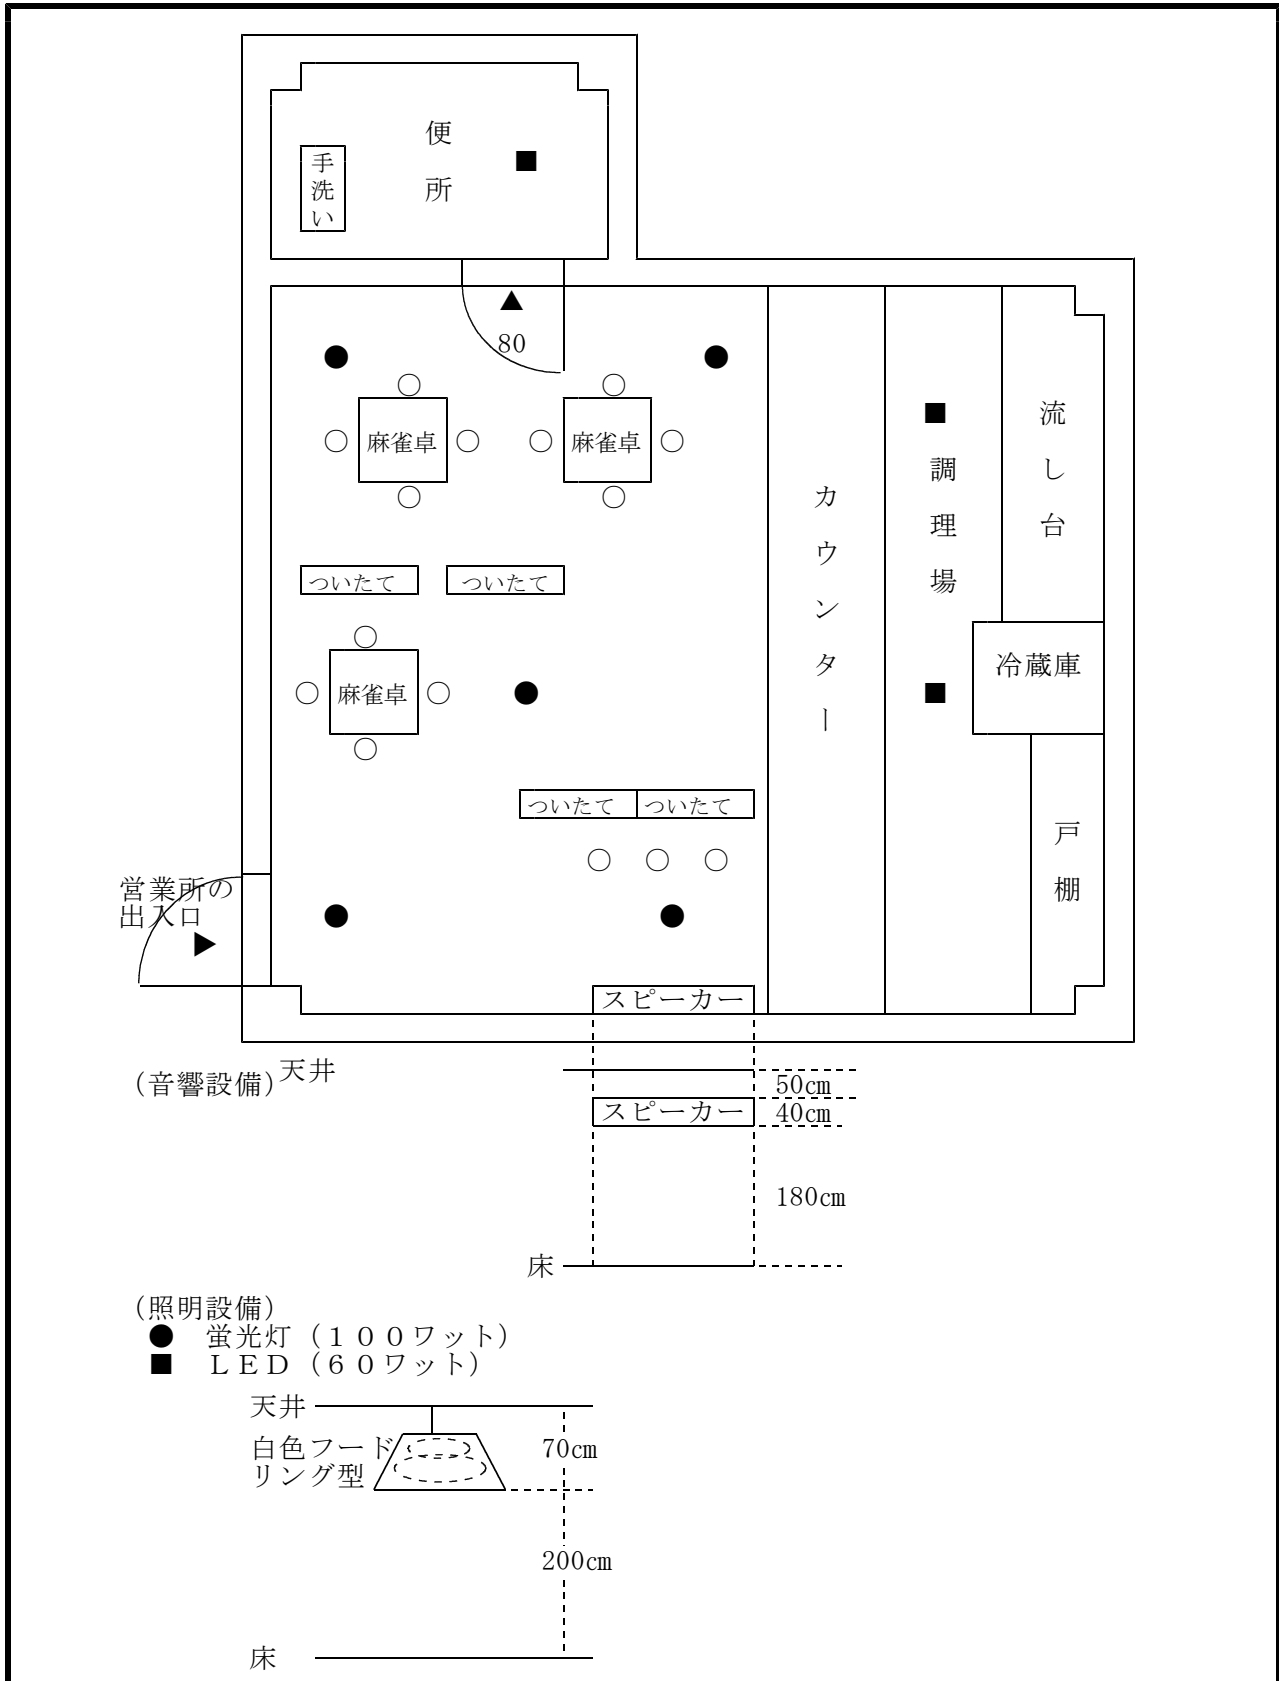 便所
手洗い
■
▲
80
●
●
麻雀卓
麻雀卓
■
調理場
流し台
カウンター
ついたて
ついたて
麻雀卓
●
■
冷蔵庫
ついたて
ついたて
戸棚
営業所の
出入口
▶
●
●
スピーカー
(音響設備)
天井
50cm
スピーカー
40cm
180cm
床
(照明設備)
● 蛍光灯(100ワット)
■ LED(60ワット)
天井
白色フード
リング型
70cm
200cm
床